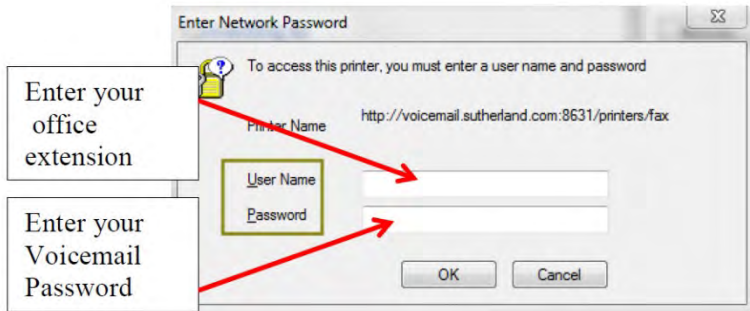 Enter Network Password
To access this printer, you must enter a user name and password
Enter your
office
extension
Printer Name
http://voicemail.sutherland.com:8631/printers/fax
User Name
Password
Enter your
Voicemail
Password
OK
Cancel